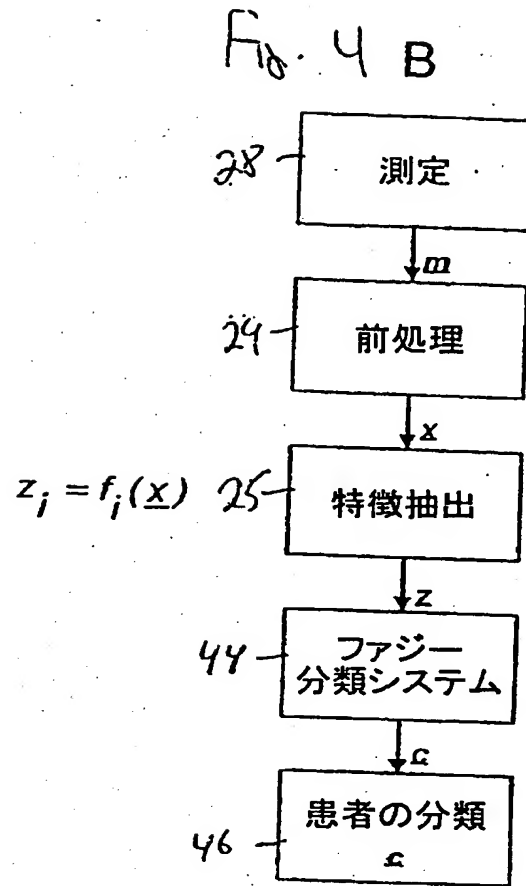 Fig. 4 B
28
測定
m
24
前処理
x
z_i = f_i(x)
25
特徴抽出
z
44
ファジー
分類システム
c
46
患者の分類
c